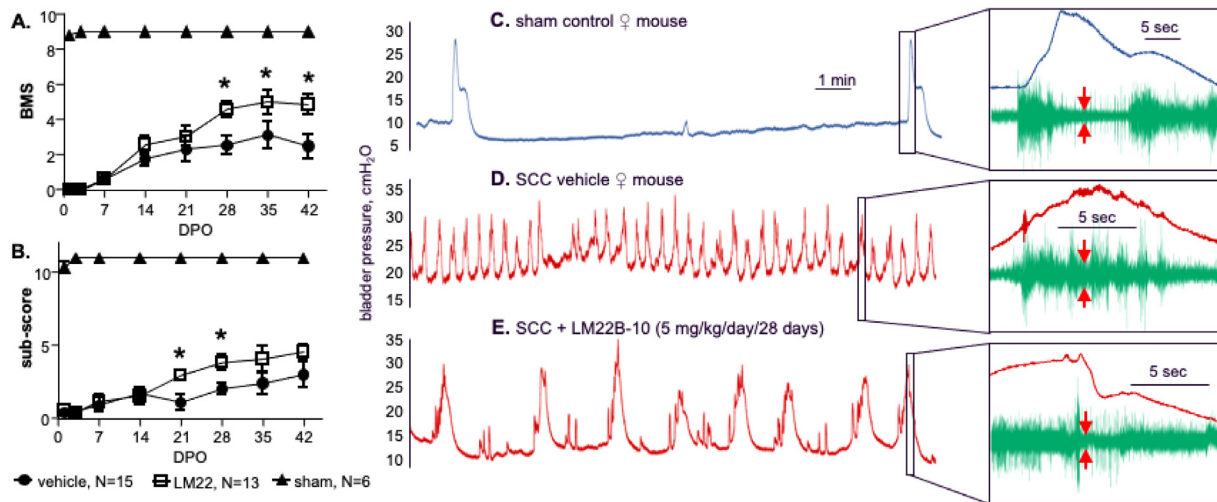 A.
BMS
10
8
6
4
2
0
* * *
0 7 14 21 28 35 42
DPO
B.
sub-score
10
5
0
* *
0 7 14 21 28 35 42
DPO
vehicle, N=15 LM22, N=13 sham, N=6
bladder pressure, cmH₂O
C. sham control ♀ mouse
30
25
20
15
10
5
1 min
5 sec
D. SCC vehicle ♀ mouse
35
30
25
20
15
5 sec
E. SCC + LM22B-10 (5 mg/kg/day/28 days)
35
30
25
20
15
10
5 sec